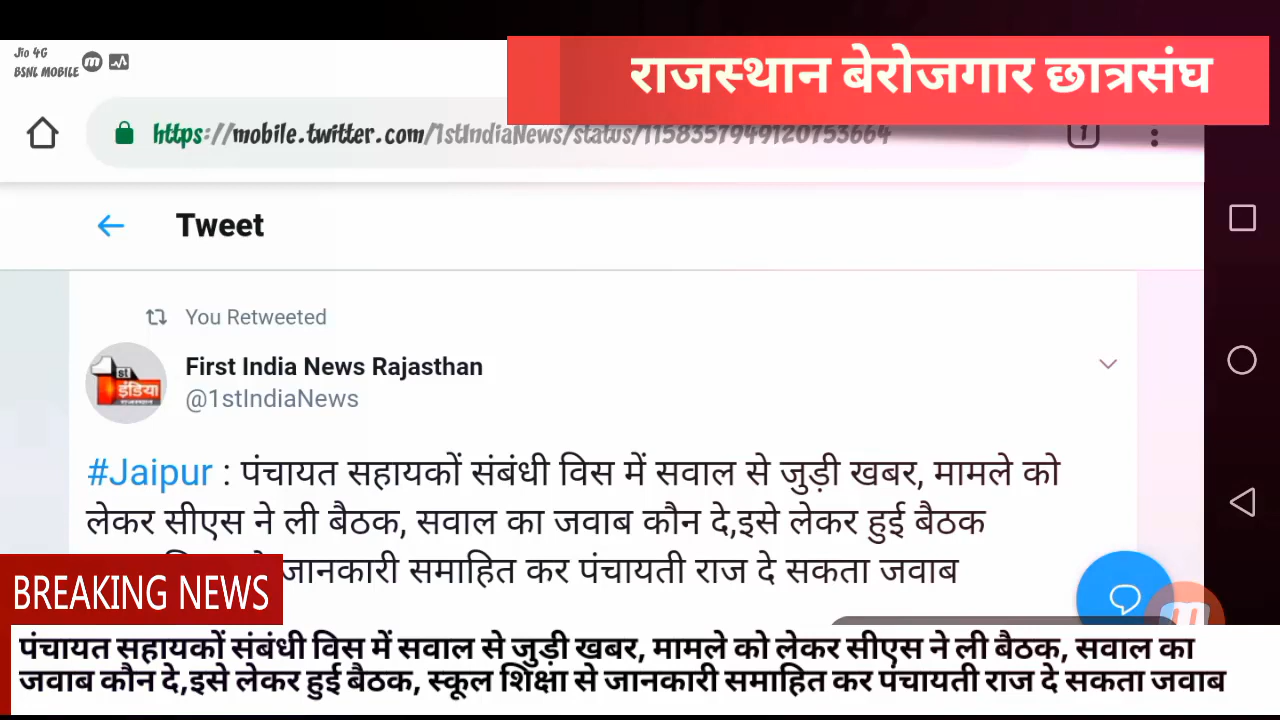 Jio 4G
BSNL MOBILE
राजस्थान बेरोजगार छात्रसंघ
https://mobile.twitter.com/1stIndiaNews/status/1158357949120753664
1
Tweet
You Retweeted
First India News Rajasthan
@1stIndiaNews
1st
इंडिया
राजस्थान
#Jaipur : पंचायत सहायकों संबंधी विस में सवाल से जुड़ी खबर, मामले को
लेकर सीएस ने ली बैठक, सवाल का जवाब कौन दे,इसे लेकर हुई बैठक
जानकारी समाहित कर पंचायती राज दे सकता जवाब
BREAKING NEWS
पंचायत सहायकों संबंधी विस में सवाल से जुड़ी खबर, मामले को लेकर सीएस ने ली बैठक, सवाल का
जवाब कौन दे,इसे लेकर हुई बैठक, स्कूल शिक्षा से जानकारी समाहित कर पंचायती राज दे सकता जवाब